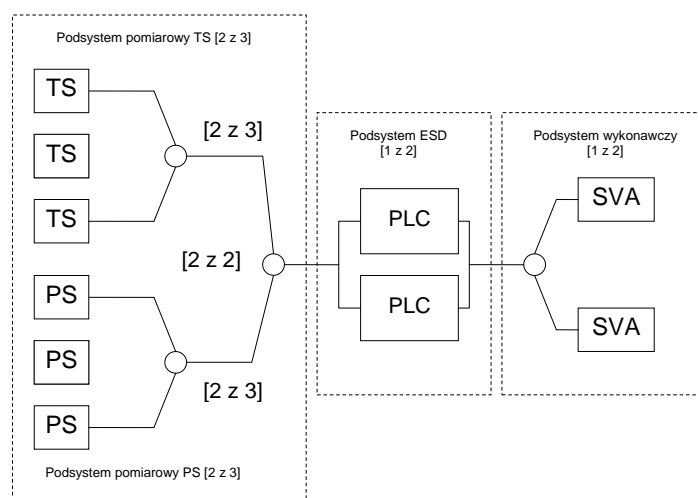 Podsystem pomiarowy TS [2 z 3]
TS
TS
TS
[2 z 3]
[2 z 2]
PS
PS
PS
[2 z 3]
Podsystem pomiarowy PS [2 z 3]
Podsystem ESD
[1 z 2]
PLC
PLC
Podsystem wykonawczy
[1 z 2]
SVA
SVA